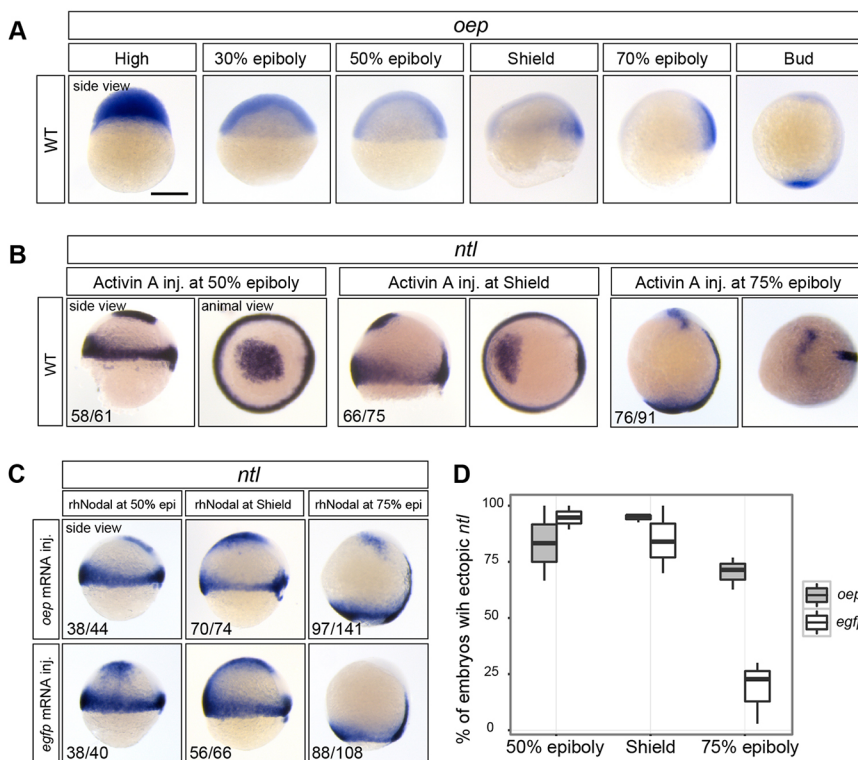 A
oep
High
30% epiboly
50% epiboly
Shield
70% epiboly
Bud
WT
side view
B
ntl
Activin A inj. at 50% epiboly
Activin A inj. at Shield
Activin A inj. at 75% epiboly
WT
side view
animal view
58/61
66/75
76/91
C
ntl
rhNodal at 50% epi
rhNodal at Shield
rhNodal at 75% epi
oep mRNA inj.
side view
38/44
70/74
97/141
egfp mRNA inj.
38/40
56/66
88/108
D
% of embryos wih ectopic ntl
100
75
50
25
0
50% epiboly
Shield
75% epiboly
oep
egfp